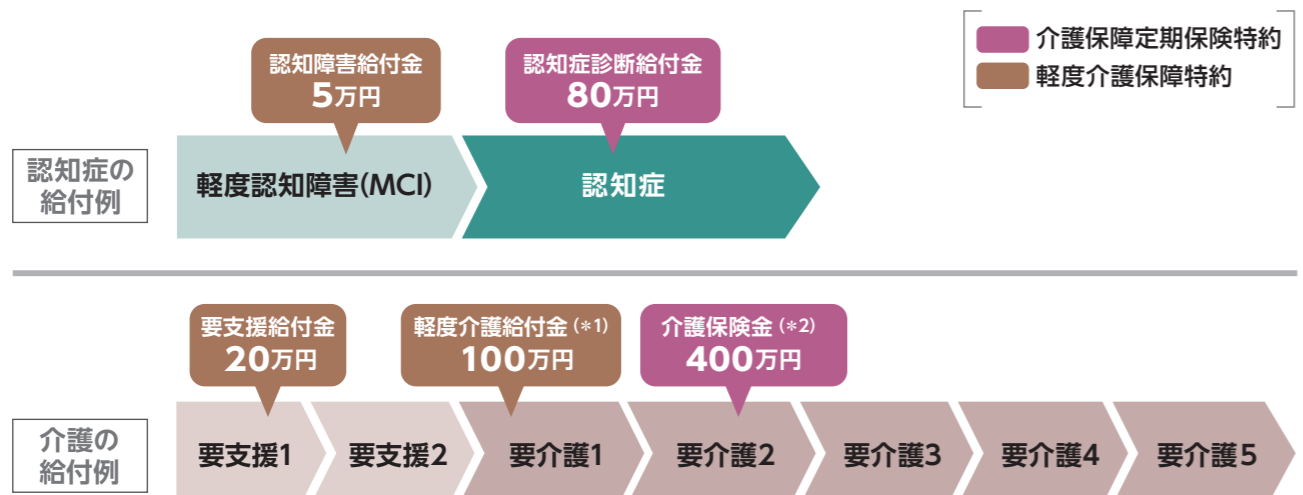 介護保障定期保険特約
軽度介護保障特約
認知障害給付金
5万円
認知症診断給付金
80万円
認知症の
給付例
軽度認知障害(MCI)
認知症
要支援給付金
20万円
軽度介護給付金(*1)
100万円
介護保険金(*2)
400万円
介護の
給付例
要支援1
要支援2
要介護1
要介護2
要介護3
要介護4
要介護5